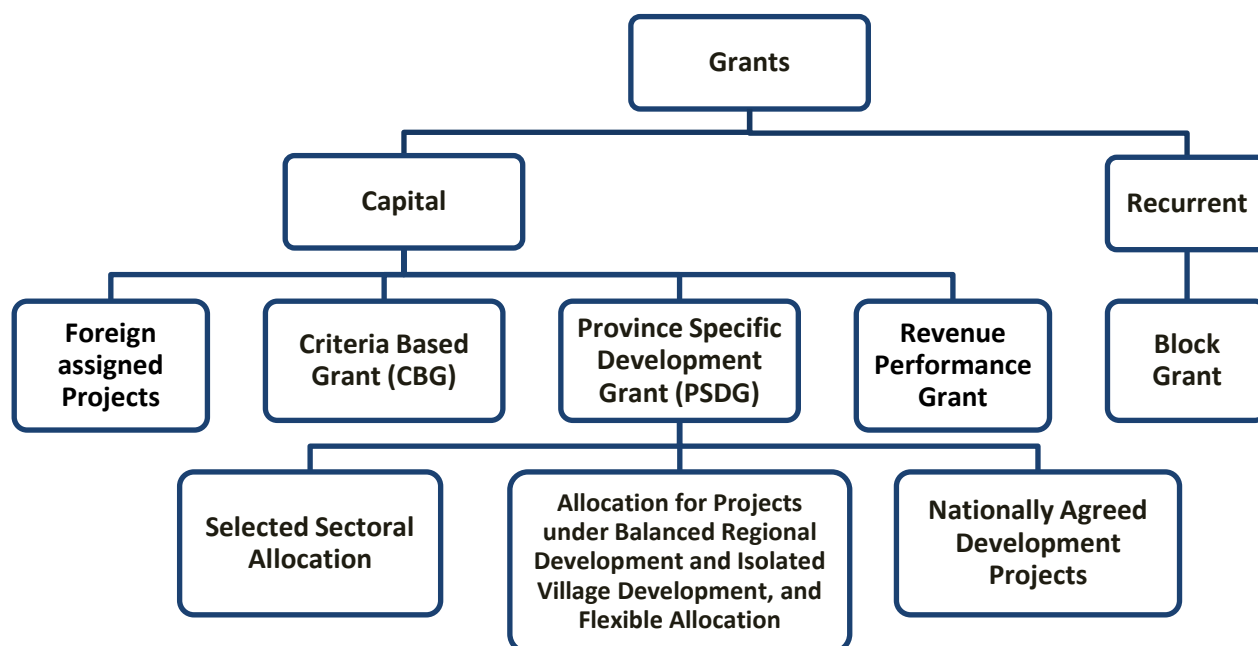 Grants
Capital
Recurrent
Foreign
assigned
Projects
Criteria Based
Grant (CBG)
Province Specific
Development
Grant (PSDG)
Revenue
Performance
Grant
Block
Grant
Selected Sectoral
Allocation
Allocation for Projects
under Balanced Regional
Development and Isolated
Village Development, and
Flexible Allocation
Nationally Agreed
Development
Projects